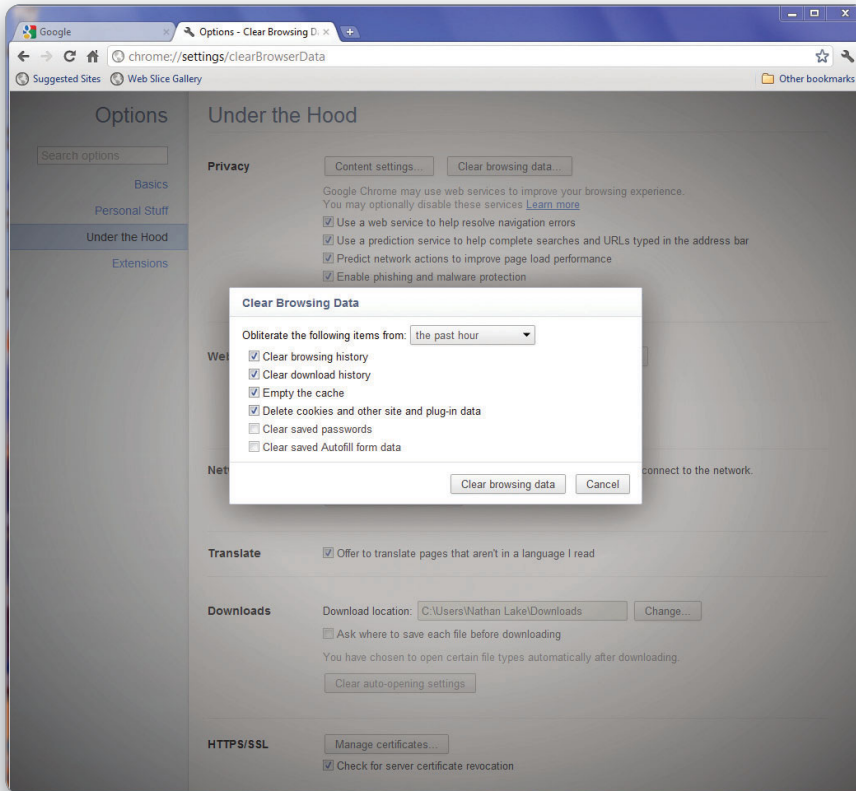 Google
Options - Clear Browsing D
chrome://settings/clearBrowserData
Suggested Sites Web Slice Gallery Other bookmarks
Options
Under the Hood
Search options
Basics
Personal Stuff
Under the Hood
Extensions
Privacy
Content settings... Clear browsing data...
Google Chrome may use web services to improve your browsing experience.
You may optionally disable these services Learn more
Use a web service to help resolve navigation errors
Use a prediction service to help complete searches and URLs typed in the address bar
Predict network actions to improve page load performance
Enable phishing and malware protection
Clear Browsing Data
Obliterate the following items from: the past hour
Clear browsing history
Clear download history
Empty the cache
Delete cookies and other site and plug-in data
Clear saved passwords
Clear saved Autofill form data
Clear browsing data Cancel
Wel
Net
connect to the network.
Translate
Offer to translate pages that aren't in a language I read
Downloads
Download location: C:\Users\Nathan Lake\Downloads Change...
Ask where to save each file before downloading
You have chosen to open certain file types automatically after downloading.
Clear auto-opening settings
HTTPS/SSL
Manage certificates...
Check for server certificate revocation